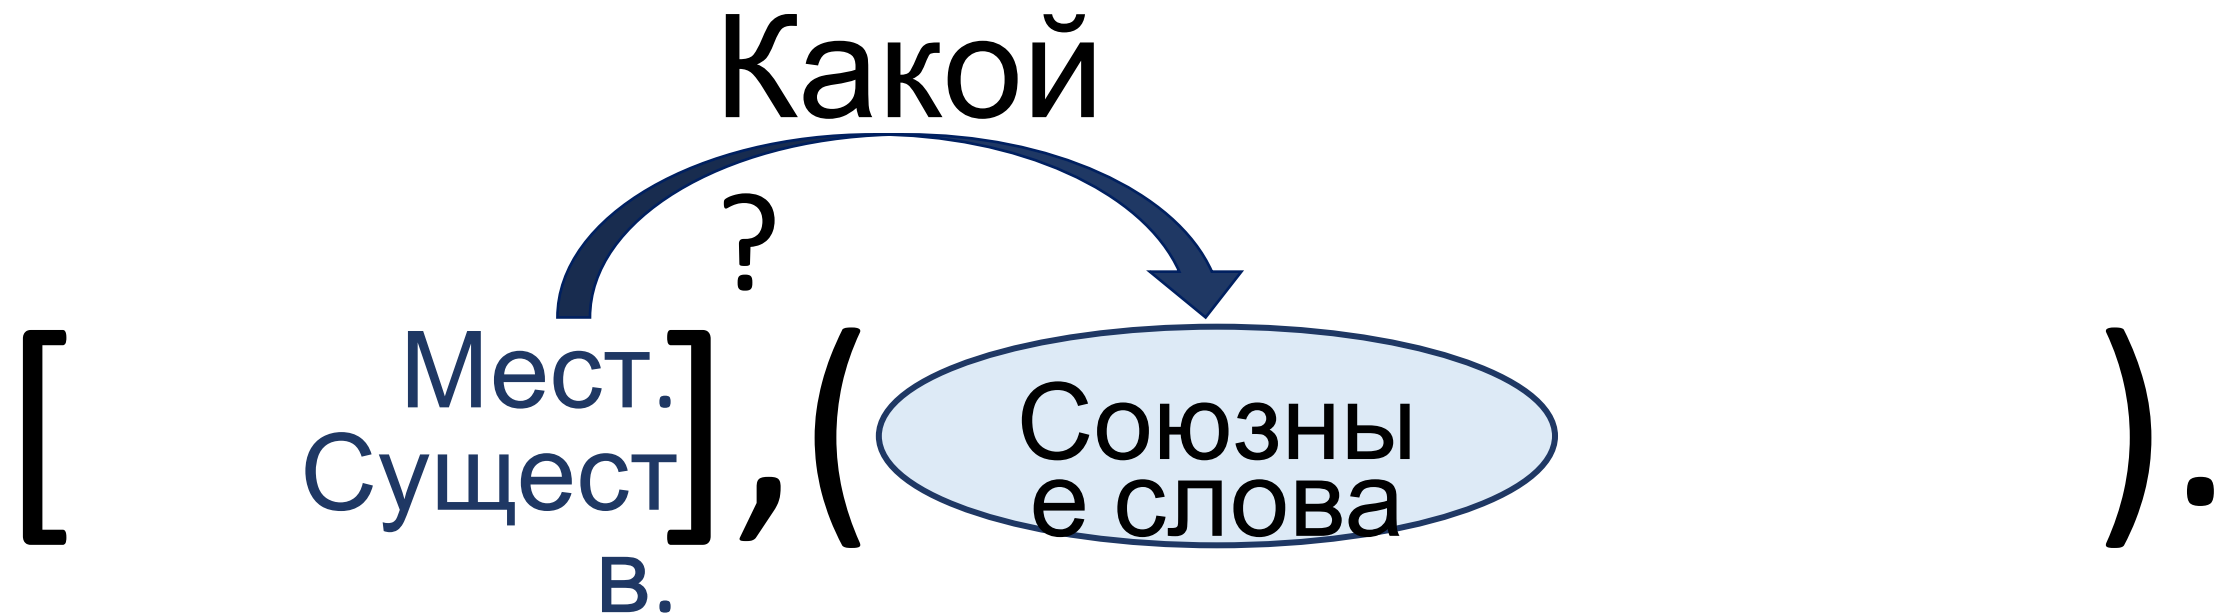 Какой
?
[ Мест. ],( Союзны ).
Сущест е слова
в.